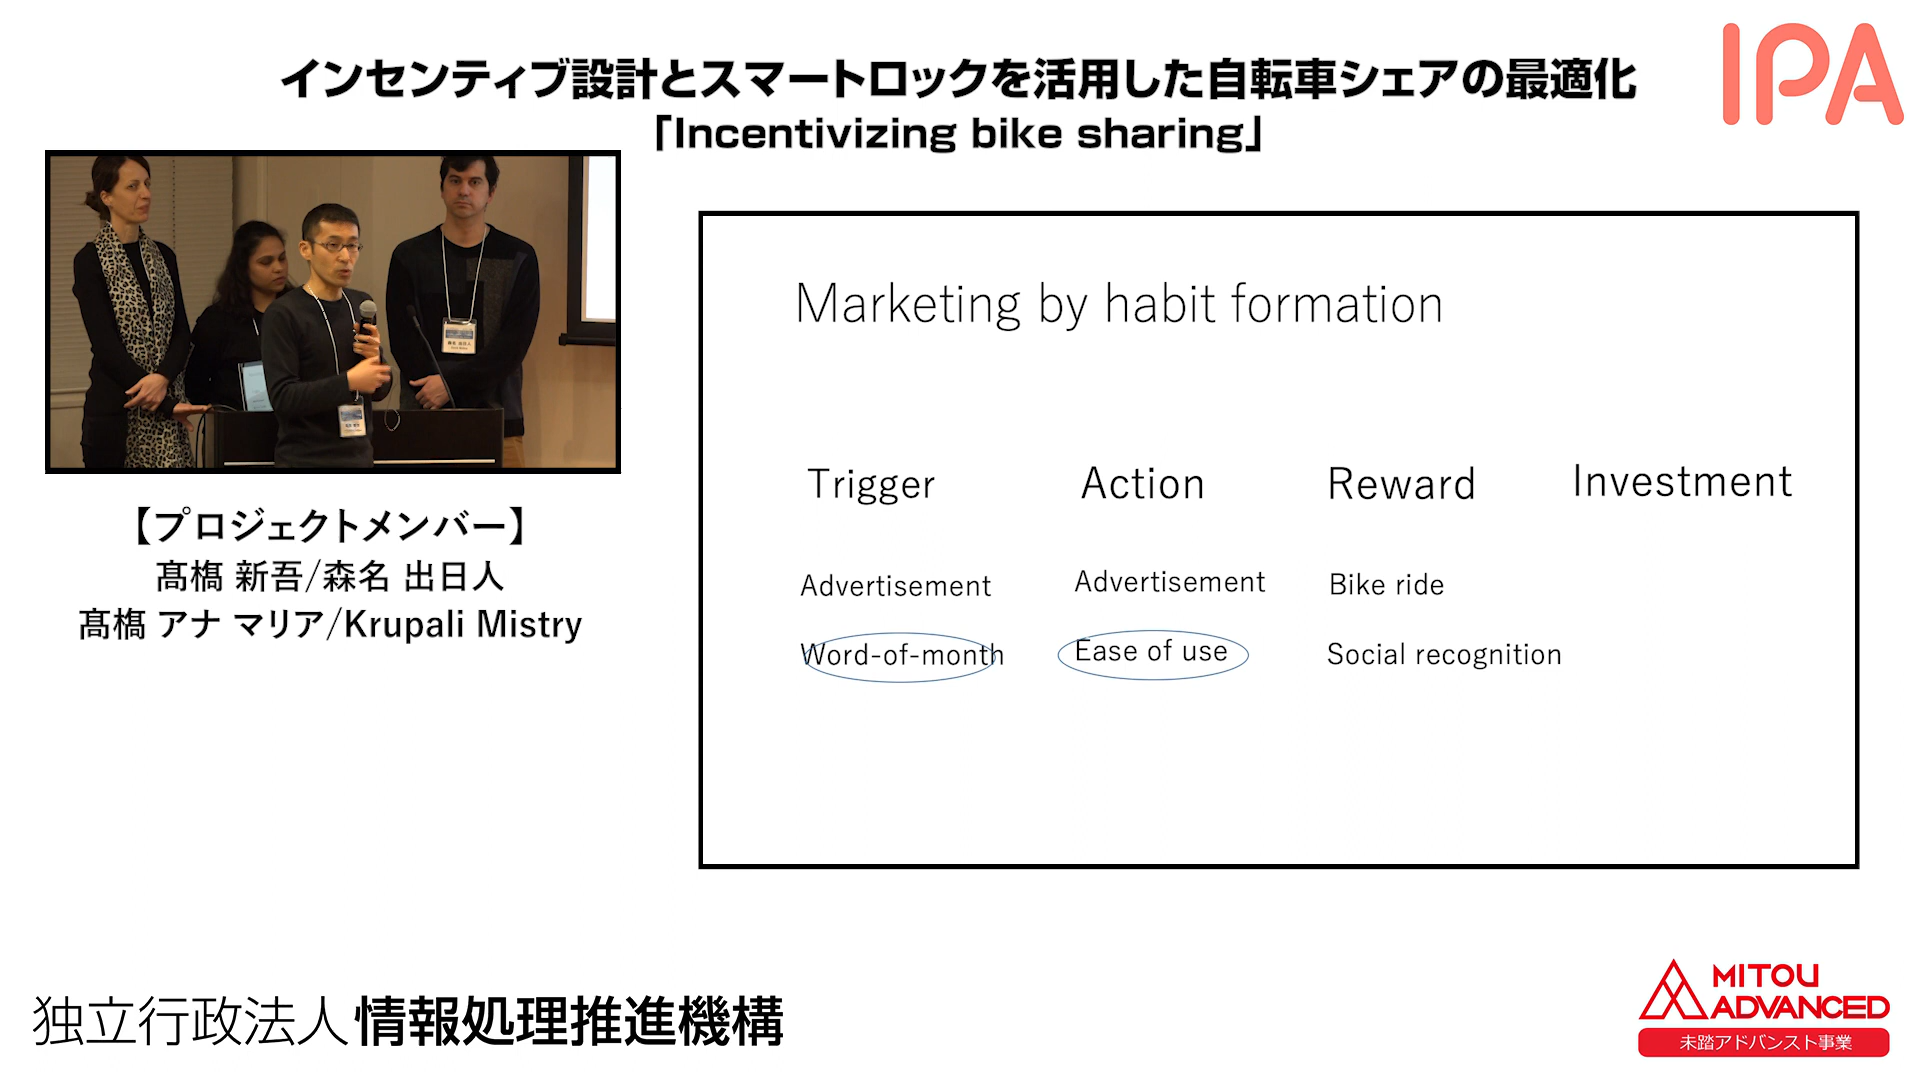 インセンティブ設計とスマートロックを活用した自転車シェアの最適化
「Incentivizing bike sharing」
IPA
【プロジェクトメンバー】
髙槗 新吾/森名 出日人
髙槗 アナ マリア/Krupali Mistry
Marketing by habit formation
Trigger Action Reward Investment
Advertisement Advertisement Bike ride
Word-of-month Ease of use Social recognition
独立行政法人情報処理推進機構
MITOU
ADVANCED
未踏アドバンスト事業